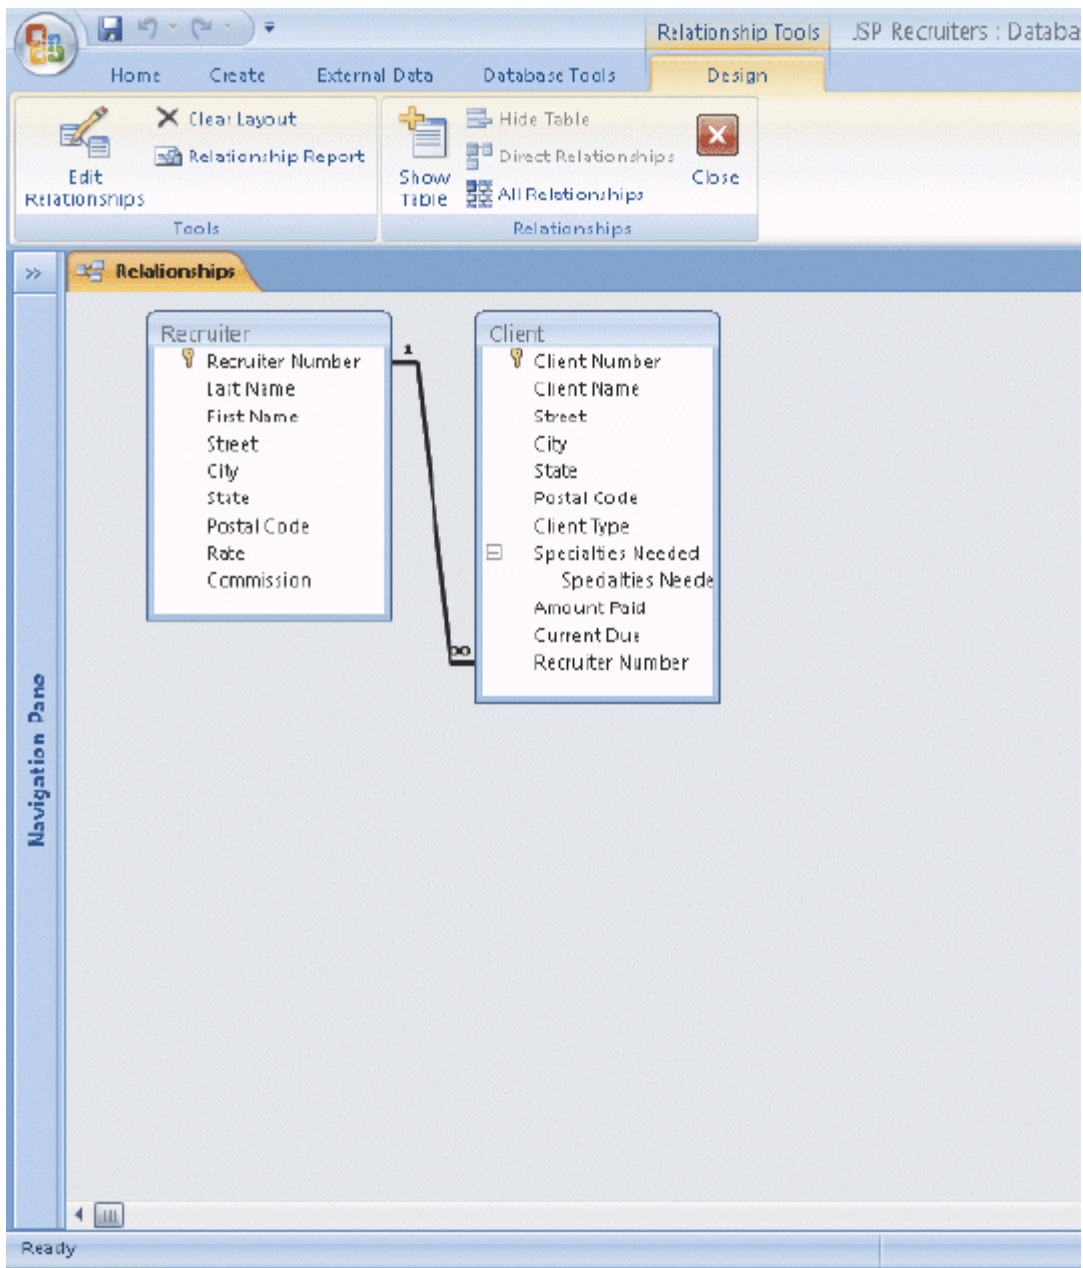 Relationship Tools
JSP Recruiters : Databa
Home
Create
External Data
Database Tools
Design
Edit
Relationships
Clear Layout
Relationship Report
Tools
Show
Table
Hide Table
Direct Relationships
All Relationships
Close
Relationships
»
Relationships
Recruiter
Recruiter Number
Last Name
First Name
Street
City
State
Postal Code
Rate
Commission
1
∞
Client
Client Number
Client Name
Street
City
State
Postal Code
Client Type
Specialties Needed
Specialties Neede
Amount Paid
Current Due
Recruiter Number
Navigation Pane
Ready